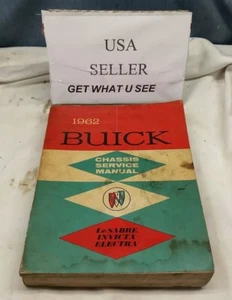 USA
SELLER
GET WHAT U SEE
1962
BUICK
CHASSIS
SERVICE
MANUAL
LeSABRE
INVICTA
ELECTRA